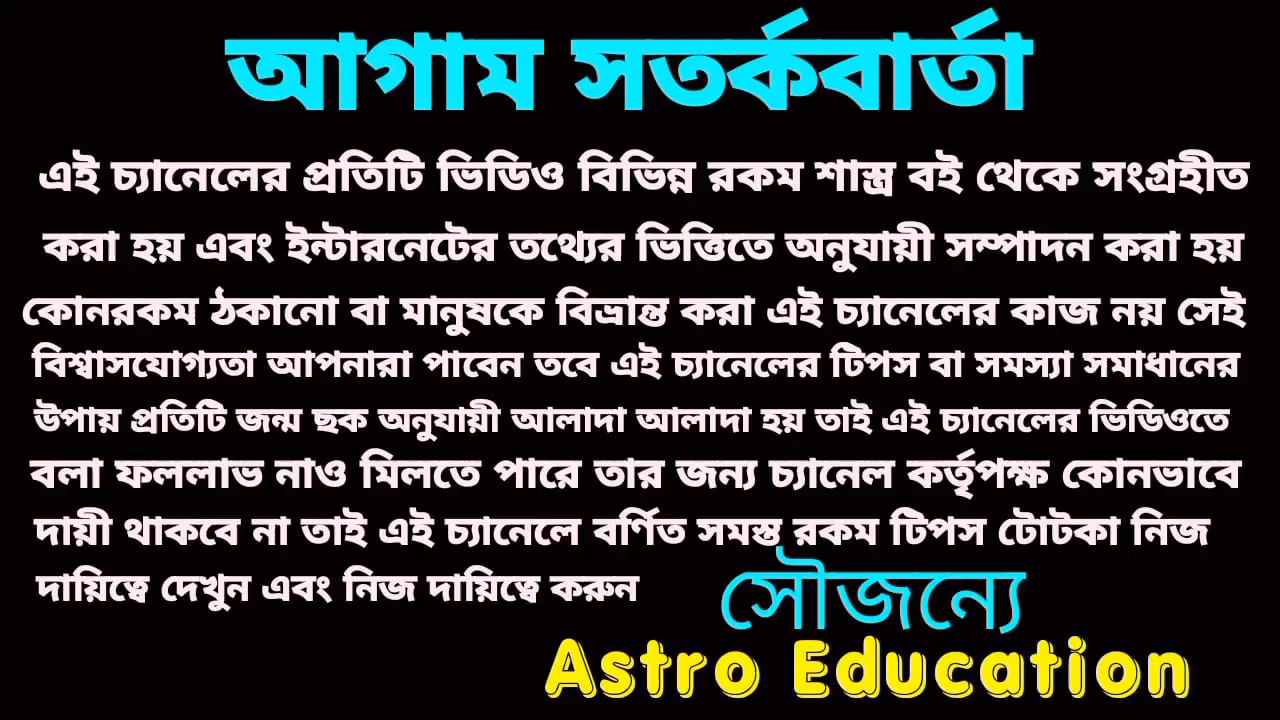 আগাম সতর্কবার্তা
এই চ্যানেলের প্রতিটি ভিডিও বিভিন্ন রকম শাস্ত্র বই থেকে সংগ্রহীত
করা হয় এবং ইন্টারনেটের তথ্যের ভিত্তিতে অনুযায়ী সম্পাদন করা হয়
কোনরকম ঠকানো বা মানুষকে বিভ্রান্ত করা এই চ্যানেলের কাজ নয় সেই
বিশ্বাসযোগ্যতা আপনারা পাবেন তবে এই চ্যানেলের টিপস বা সমস্যা সমাধানের
উপায় প্রতিটি জন্ম ছক অনুযায়ী আলাদা আলাদা হয় তাই এই চ্যানেলের ভিডিওতে
বলা ফললাভ নাও মিলতে পারে তার জন্য চ্যানেল কর্তৃপক্ষ কোনভাবে
দায়ী থাকবে না তাই এই চ্যানেলে বর্ণিত সমস্ত রকম টিপস টোটকা নিজ
দায়িত্বে দেখুন এবং নিজ দায়িত্বে করুন
সৌজন্যে
Astro Education